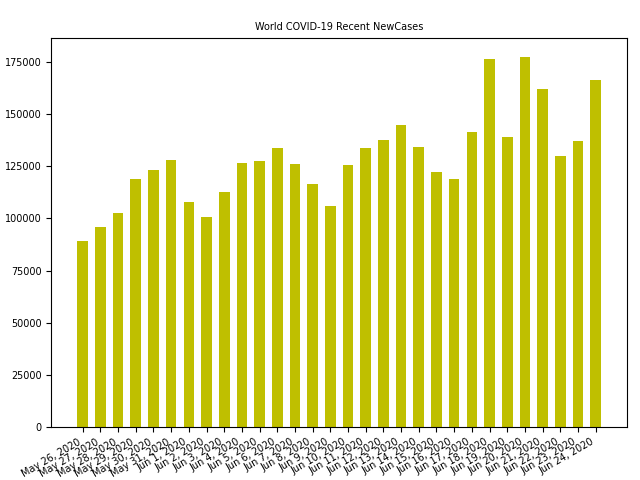 World COVID-19 Recent NewCases
175000
150000
125000
100000
75000
50000
25000
0
May 26, 2020
May 27, 2020
May 28, 2020
May 29, 2020
May 30, 2020
May 31, 2020
Jun 1, 2020
Jun 2, 2020
Jun 3, 2020
Jun 4, 2020
Jun 5, 2020
Jun 6, 2020
Jun 7, 2020
Jun 8, 2020
Jun 9, 2020
Jun 10, 2020
Jun 11, 2020
Jun 12, 2020
Jun 13, 2020
Jun 14, 2020
Jun 15, 2020
Jun 16, 2020
Jun 17, 2020
Jun 18, 2020
Jun 19, 2020
Jun 20, 2020
Jun 21, 2020
Jun 22, 2020
Jun 23, 2020
Jun 24, 2020